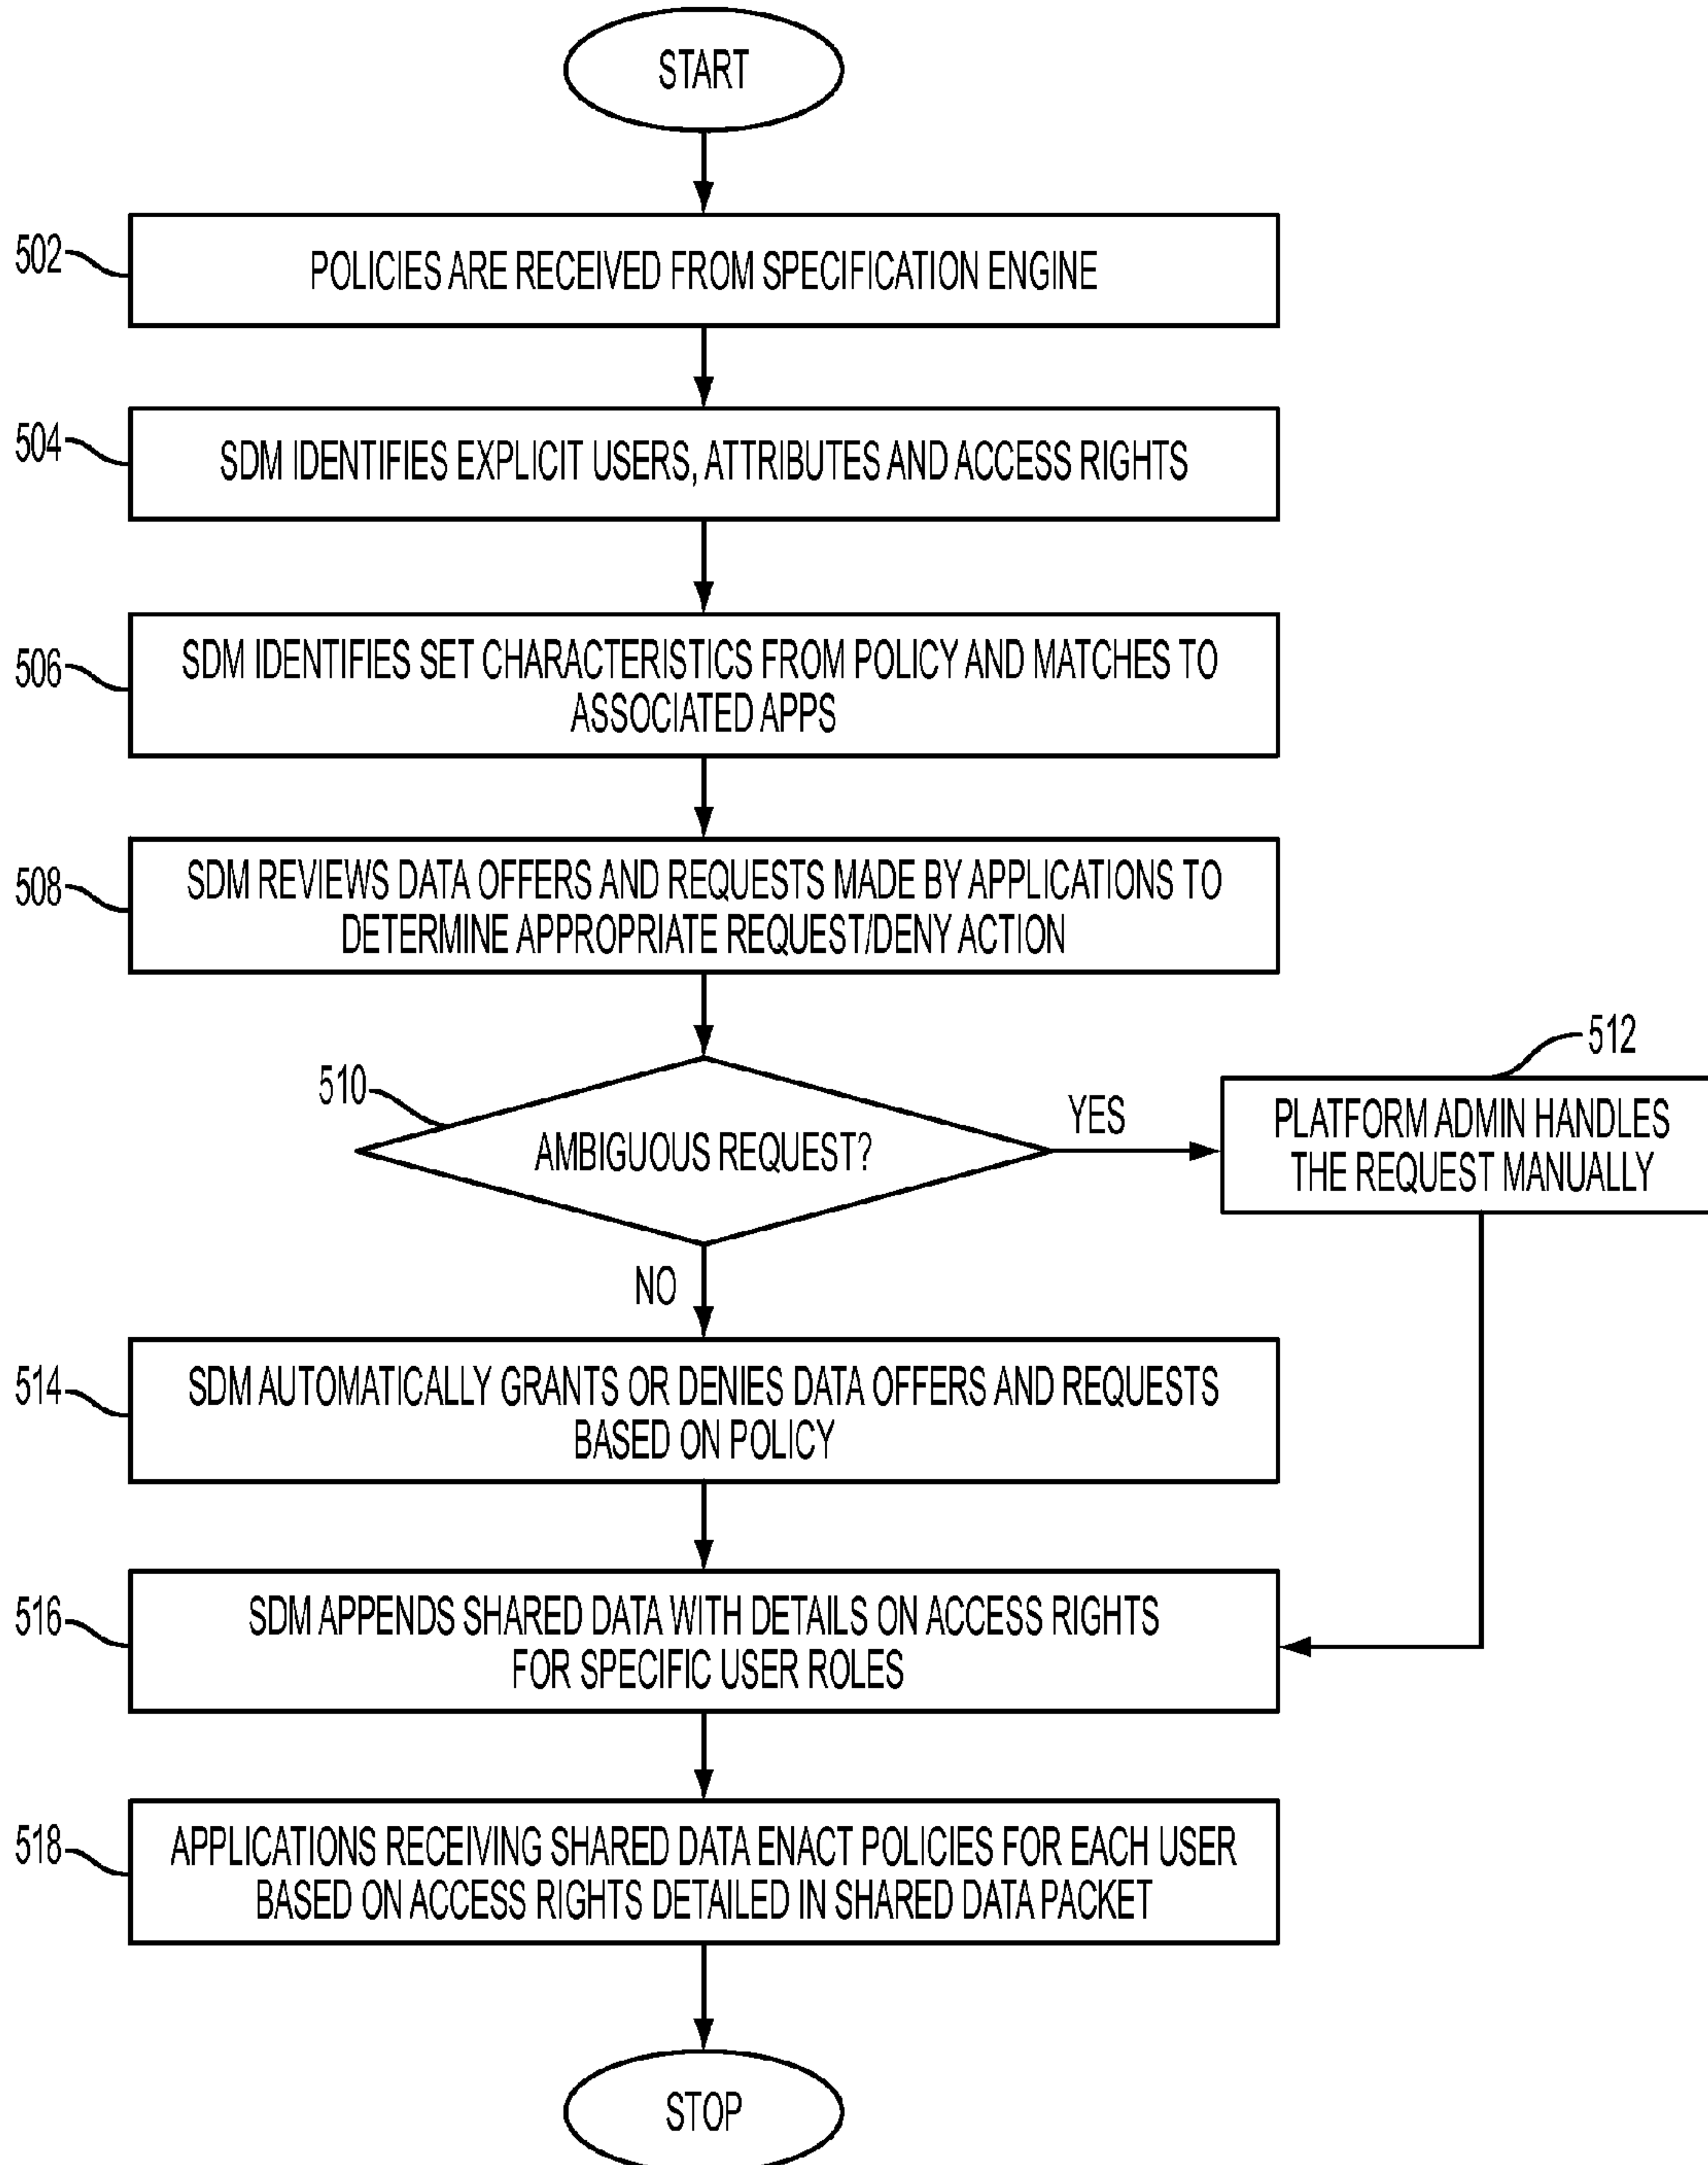 START
502
POLICIES ARE RECEIVED FROM SPECIFICATION ENGINE
504
SDM IDENTIFIES EXPLICIT USERS, ATTRIBUTES AND ACCESS RIGHTS
506
SDM IDENTIFIES SET CHARACTERISTICS FROM POLICY AND MATCHES TO
ASSOCIATED APPS
508
SDM REVIEWS DATA OFFERS AND REQUESTS MADE BY APPLICATIONS TO
DETERMINE APPROPRIATE REQUEST/DENY ACTION
510
AMBIGUOUS REQUEST?
YES
512
PLATFORM ADMIN HANDLES
THE REQUEST MANUALLY
NO
514
SDM AUTOMATICALLY GRANTS OR DENIES DATA OFFERS AND REQUESTS
BASED ON POLICY
516
SDM APPENDS SHARED DATA WITH DETAILS ON ACCESS RIGHTS
FOR SPECIFIC USER ROLES
518
APPLICATIONS RECEIVING SHARED DATA ENACT POLICIES FOR EACH USER
BASED ON ACCESS RIGHTS DETAILED IN SHARED DATA PACKET
STOP